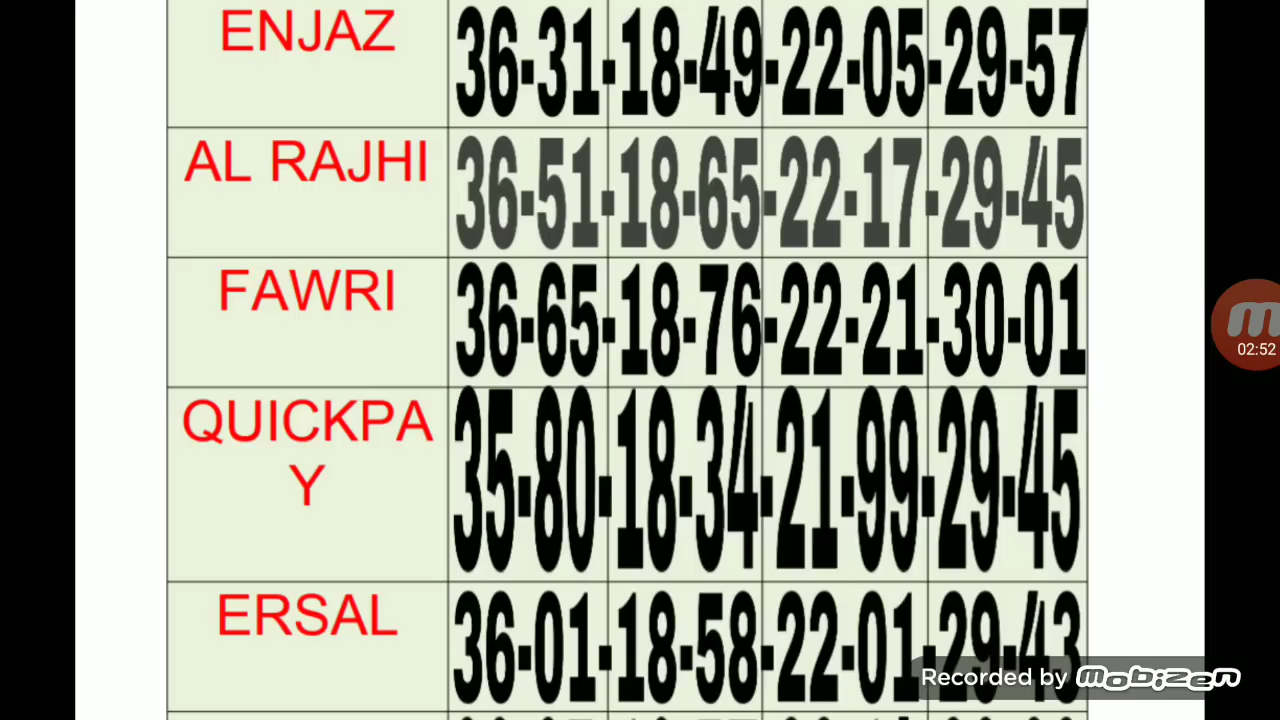 ENJAZ 36-31-18-49-22-05-29-57
AL RAJHI 36-51-18-65-22-17-29-45
FAWRI 36-65-18-76-22-21-30-01
QUICKPA 35-80-18-34-21-99-29-45
Y
ERSAL 36-01-18-58-22-01-29-43
02:52
Recorded by mobizen